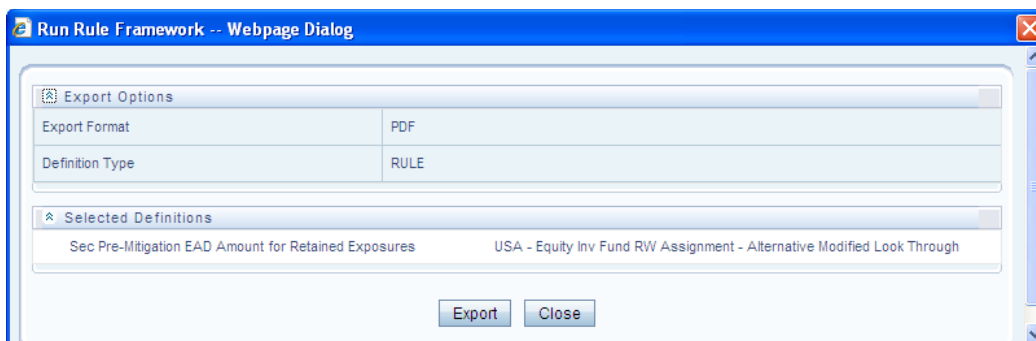 Run Rule Framework -- Webpage Dialog
Export Options
Export Format PDF
Definition Type RULE
Selected Definitions
Sec Pre-Mitigation EAD Amount for Retained Exposures USA - Equity Inv Fund RW Assignment - Alternative Modified Look Through
Export Close